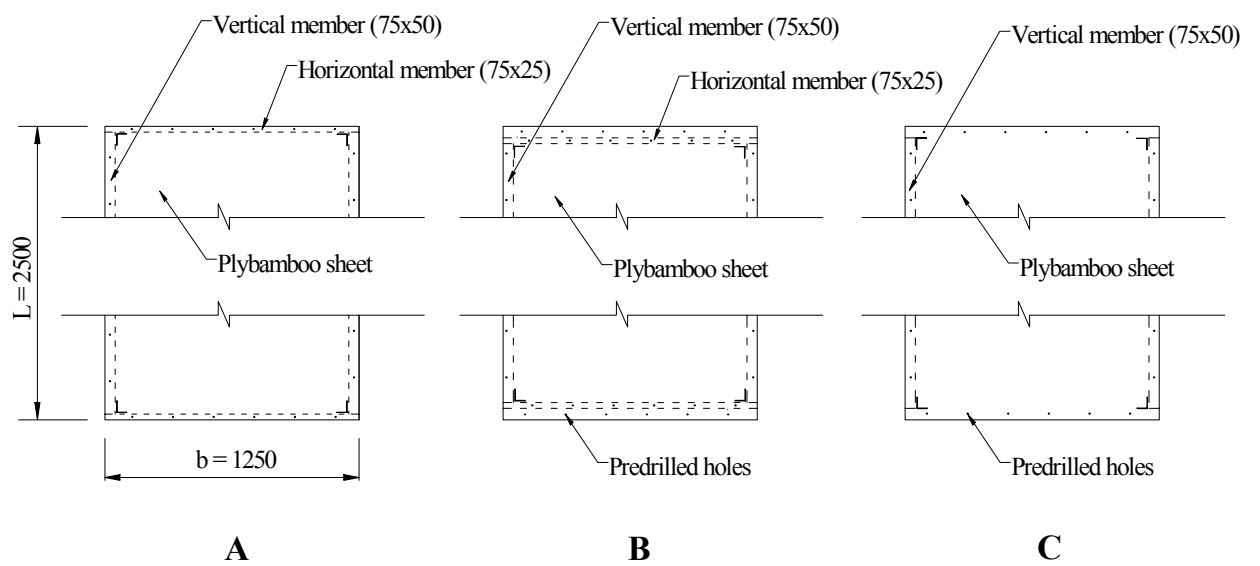 Vertical member (75x50)
Horizontal member (75x25)
Plybamboo sheet
L = 2500
b = 1250
A
Vertical member (75x50)
Horizontal member (75x25)
Plybamboo sheet
Predrilled holes
B
Vertical member (75x50)
Plybamboo sheet
Predrilled holes
C